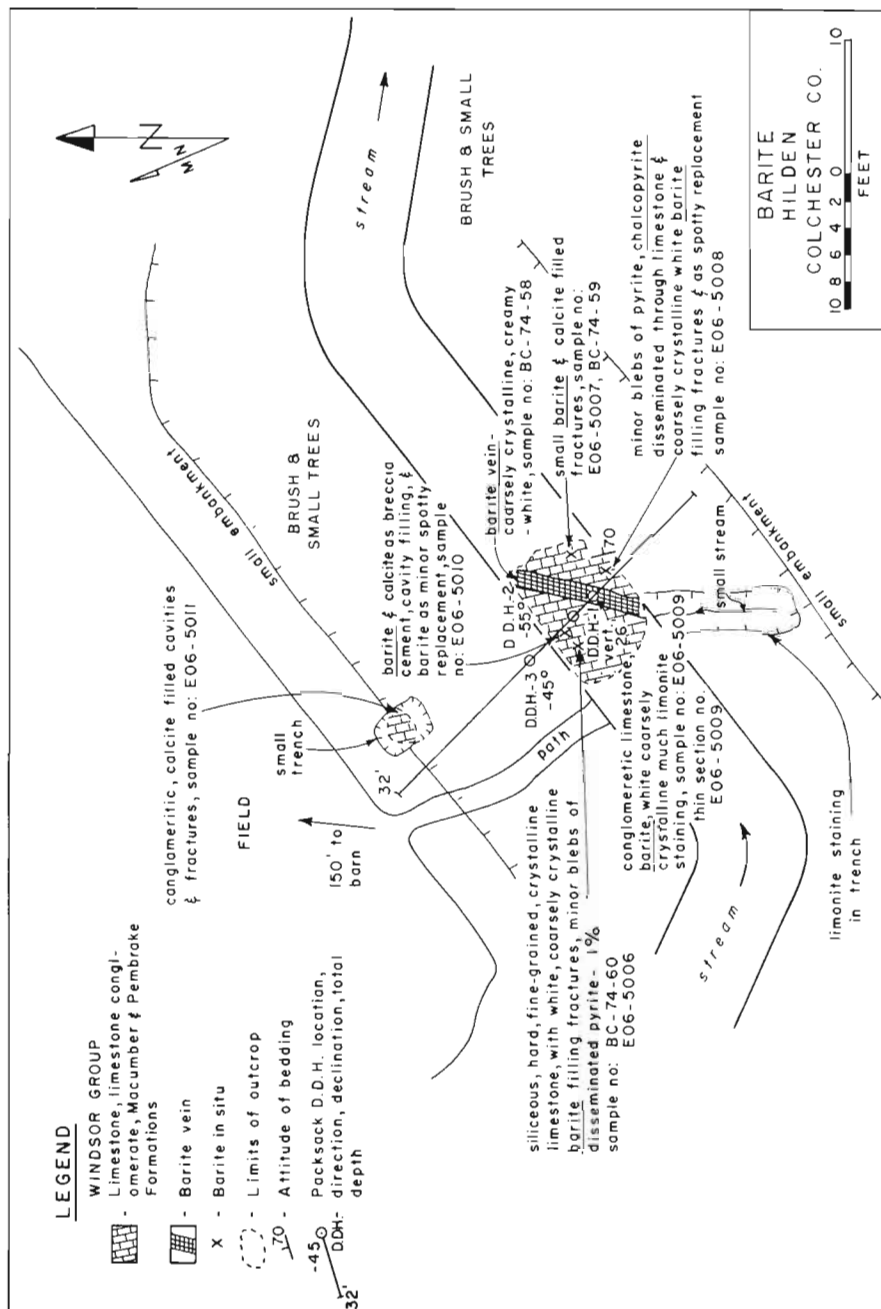 LEGEND
WINDSOR GROUP
- Limestone, limestone congl-
omerate, Macumber & Pembrake
Formations
- Barite vein
X - Barite in situ
- Limits of outcrop
70 - Attitude of bedding
-45 Packsack D.D.H. location,
DDH- direction, declination, total
depth
32'
canglameritic, calcite filled cavities
& fractures, sample no: E06-5011
FIELD
small
trench
150' to
barn
32'
small embankment
BRUSH &
SMALL TREES
N
MN
stream
BRUSH & SMALL
TREES
barite & calcite as breccia
cement, cavity filling, &
barite as minor spotty
replacement, sample
no: E06-5010
barite vein-
caarsely crystalline, creamy
- white, sample no: BC-74-58
small barite & calcite filled
fractures, sample no:
E06-5007, BC-74-59
minor blebs of pyrite, chalcopyrite
disseminated through limestone &
coarsely crystalline white barite
filling fractures & as spotty replacement
sample no: E06-5008
D.D.H.-2
-55°
D.D.H.-3
-45°
D.D.H.-1
vert.
70
26
path
siliceous, hard, fine-grained, crystalline
limestone, with white, coarsely crystalline
barite filling fractures, minor blebs of
disseminated pyrite - 1%
sample no: BC-74-60
E06-5006
conglomeretic limestone,
barite, white caarsely
crystalline much limonite
staining, sample no: E06-5009
thin section no.
E06-5009
small stream
small embankment
stream
limonite staining
in trench
BARITE
HILDEN
COLCHESTER CO.
10 8 6 4 2 0 10
FEET